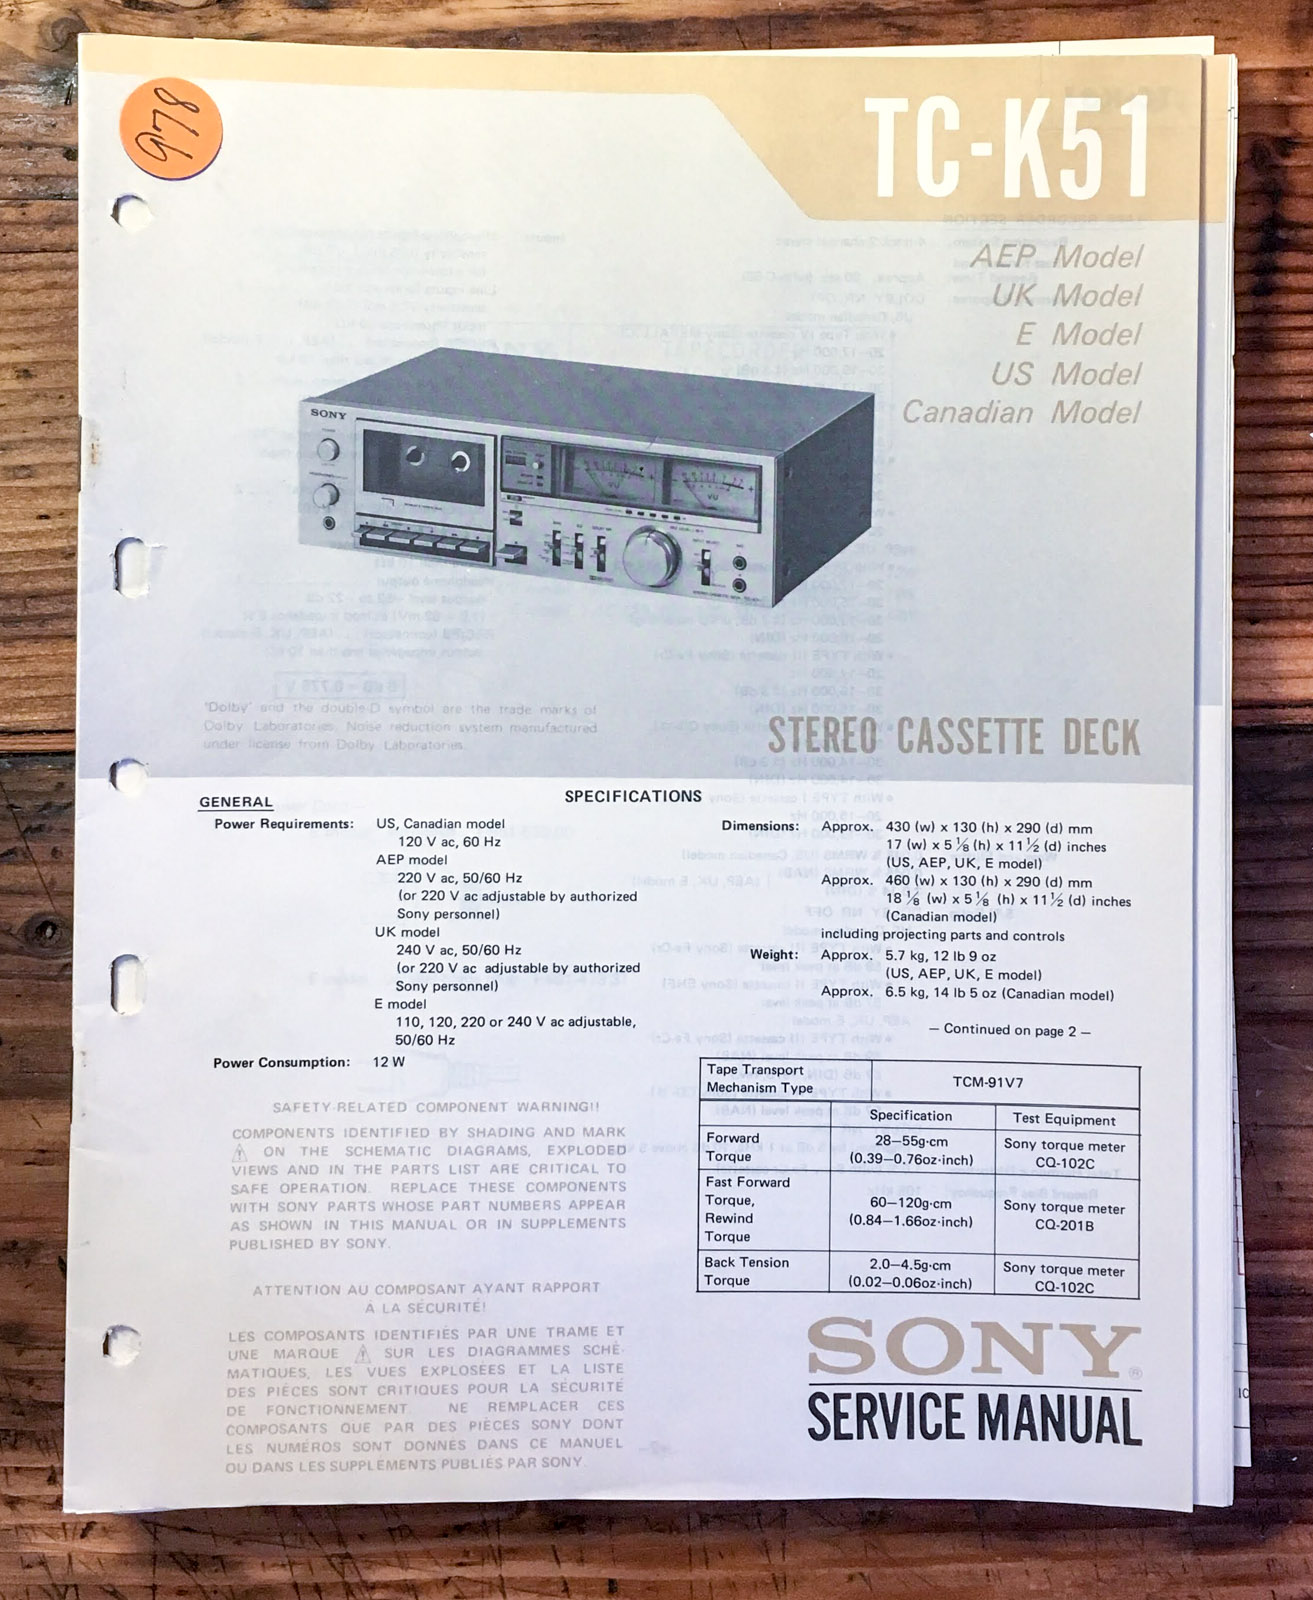 978
TC-K51
AEP Model
UK Model
E Model
US Model
Canadian Model
SONY
VU
VU
'Dolby' and the double-D symbol are the trade marks of
Dolby Laboratories. Noise reduction system manufactured
under license from Dolby Laboratories.
STEREO CASSETTE DECK
SPECIFICATIONS
GENERAL
Power Requirements: US, Canadian model
120 V ac, 60 Hz
AEP model
220 V ac, 50/60 Hz
(or 220 V ac adjustable by authorized
Sony personnel)
UK model
240 V ac, 50/60 Hz
(or 220 V ac adjustable by authorized
Sony personnel)
E model
110, 120, 220 or 240 V ac adjustable,
50/60 Hz
Power Consumption: 12 W
Dimensions: Approx. 430 (w) x 130 (h) x 290 (d) mm
17 (w) x 5 1/8 (h) x 11 1/2 (d) inches
(US, AEP, UK, E model)
Approx. 460 (w) x 130 (h) x 290 (d) mm
18 1/8 (w) x 5 1/8 (h) x 11 1/2 (d) inches
(Canadian model)
including projecting parts and controls
Weight: Approx. 5.7 kg, 12 lb 9 oz
(US, AEP, UK, E model)
Approx. 6.5 kg, 14 lb 5 oz (Canadian model)
— Continued on page 2 —
SAFETY-RELATED COMPONENT WARNING!!
COMPONENTS IDENTIFIED BY SHADING AND MARK
⚠ ON THE SCHEMATIC DIAGRAMS, EXPLODED
VIEWS AND IN THE PARTS LIST ARE CRITICAL TO
SAFE OPERATION. REPLACE THESE COMPONENTS
WITH SONY PARTS WHOSE PART NUMBERS APPEAR
AS SHOWN IN THIS MANUAL OR IN SUPPLEMENTS
PUBLISHED BY SONY.
ATTENTION AU COMPOSANT AYANT RAPPORT
À LA SÉCURITÉ!
LES COMPOSANTS IDENTIFIÉS PAR UNE TRAME ET
UNE MARQUE ⚠ SUR LES DIAGRAMMES SCHÉ-
MATIQUES, LES VUES EXPLOSÉES ET LA LISTE
DES PIÈCES SONT CRITIQUES POUR LA SÉCURITÉ
DE FONCTIONNEMENT. NE REMPLACER CES
COMPOSANTS QUE PAR DES PIÈCES SONY DONT
LES NUMÉROS SONT DONNÉS DANS CE MANUEL
OU DANS LES SUPPLÉMENTS PUBLIÉS PAR SONY.
Tape Transport
Mechanism Type TCM-91V7
Specification Test Equipment
Forward
Torque
28—55g·cm
(0.39—0.76oz·inch)
Sony torque meter
CQ-102C
Fast Forward
Torque,
Rewind
Torque
60—120g·cm
(0.84—1.66oz·inch)
Sony torque meter
CQ-201B
Back Tension
Torque
2.0—4.5g·cm
(0.02—0.06oz·inch)
Sony torque meter
CQ-102C
SONY®
SERVICE MANUAL
IC